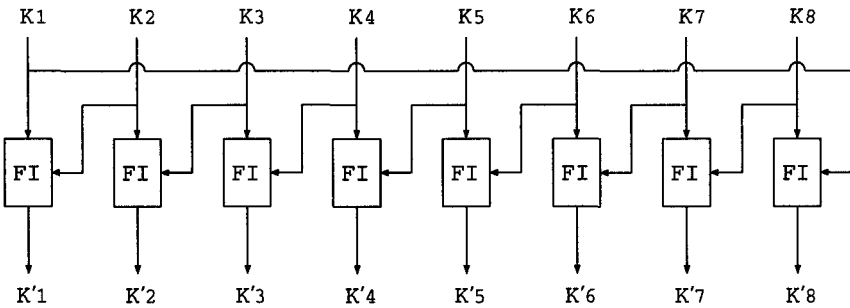 K1 K2 K3 K4 K5 K6 K7 K8
FI FI FI FI FI FI FI FI
K'1 K'2 K'3 K'4 K'5 K'6 K'7 K'8